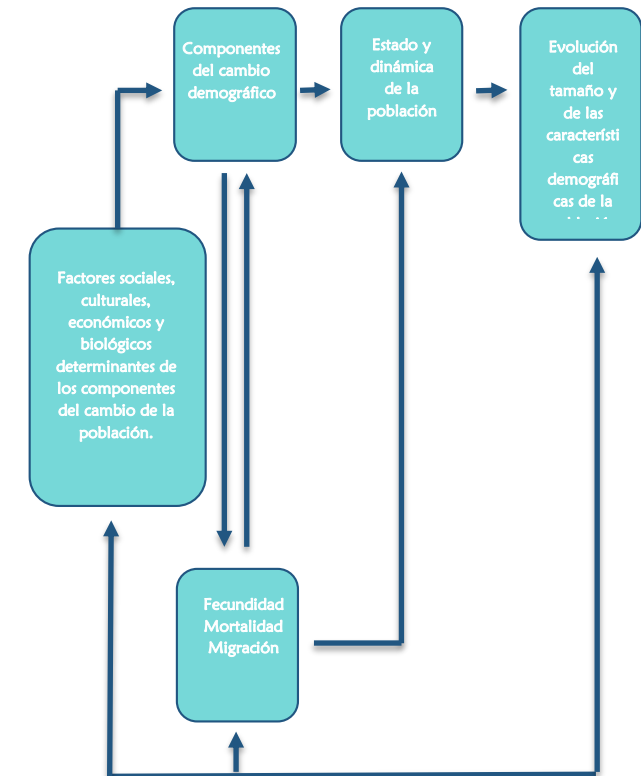 Componentes
del cambio
demográfico
Estado y
dinámica
de la
población
Evolución
del
tamaño y
de las
característi
cas
demográfi
cas de la
Factores sociales,
culturales,
económicos y
biológicos
determinantes de
los componentes
del cambio de la
población.
Fecundidad
Mortalidad
Migración